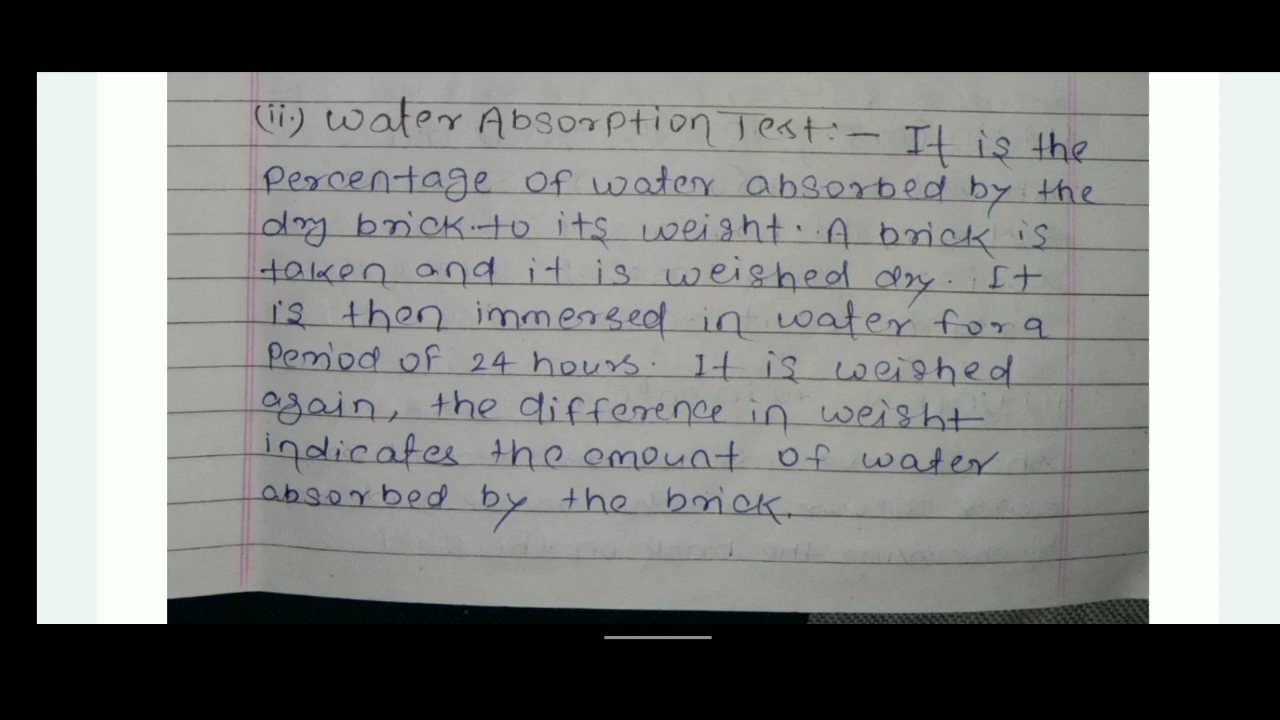 (ii.) Water Absorption Test:- It is the
percentage of water absorbed by the
dry brick to its weight. A brick is
taken and it is weighed dry. It
is then immersed in water for a
period of 24 hours. It is weighed
again, the difference in weight
indicates the amount of water
absorbed by the brick.